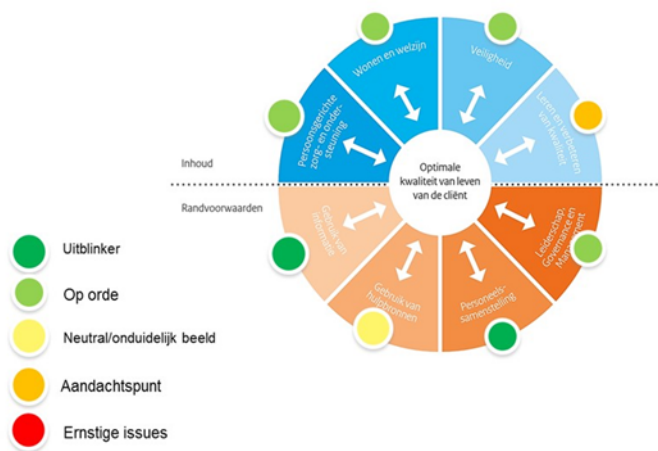 Wonen en welzijn
Veiligheid
Persoonsgerichte
zorg- en onder-
steuning
Leren en verbeteren
van kwaliteit
Optimale
kwaliteit van leven
van de cliënt
Inhoud
Randvoorwaarden
Gebruik van
informatie
Gebruik van
hulpbronnen
Personeels-
samenstelling
Leiderschap,
Governance en
Management
Uitblinker
Op orde
Neutral/onduidelijk beeld
Aandachtspunt
Ernstige issues